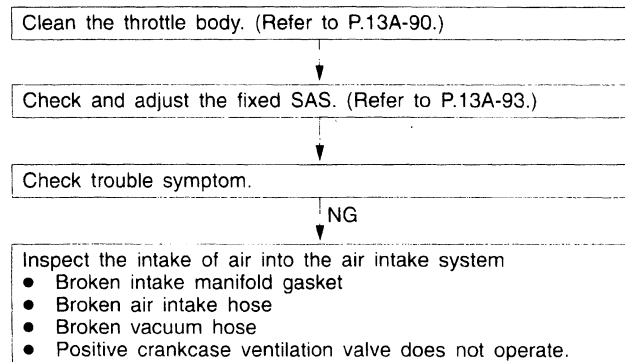 Clean the throttle body. (Refer to P.13A-90.)
Check and adjust the fixed SAS. (Refer to P.13A-93.)
Check trouble symptom.
NG
Inspect the intake of air into the air intake system
● Broken intake manifold gasket
● Broken air intake hose
● Broken vacuum hose
● Positive crankcase ventilation valve does not operate.